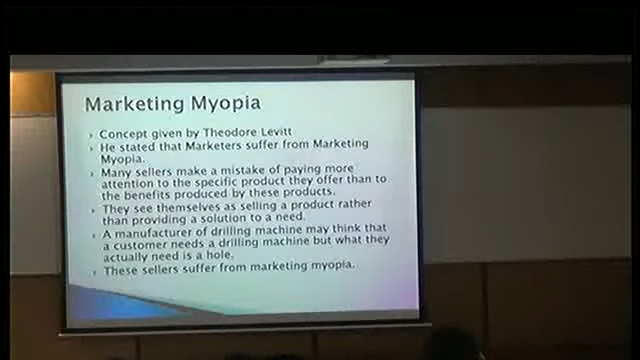 Marketing Myopia
Concept given by Theodore Levitt
He stated that Marketers suffer from Marketing
Myopia.
Many sellers make a mistake of paying more
attention to the specific product they offer than to
the benefits produced by these products.
They see themselves as selling a product rather
than providing a solution to a need.
A manufacturer of drilling machine may think that
a customer needs a drilling machine but what they
actually need is a hole.
These sellers suffer from marketing myopia.